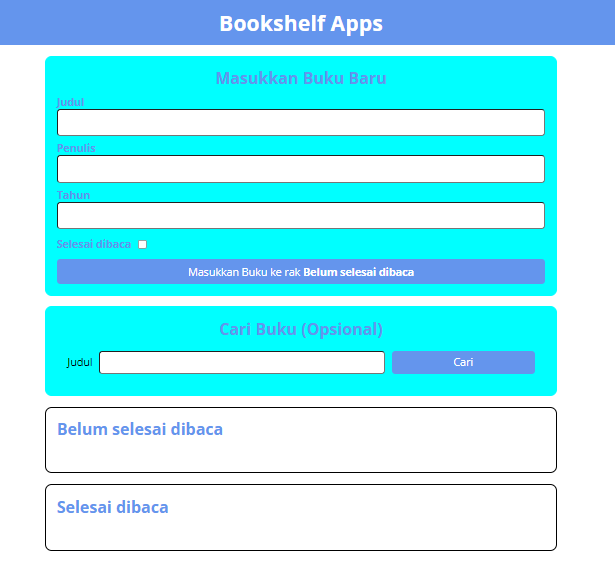 Bookshelf Apps
Masukkan Buku Baru
Judul
Penulis
Tahun
Selesai dibaca
Masukkan Buku ke rak Belum selesai dibaca
Cari Buku (Opsional)
Judul Cari
Belum selesai dibaca
Selesai dibaca